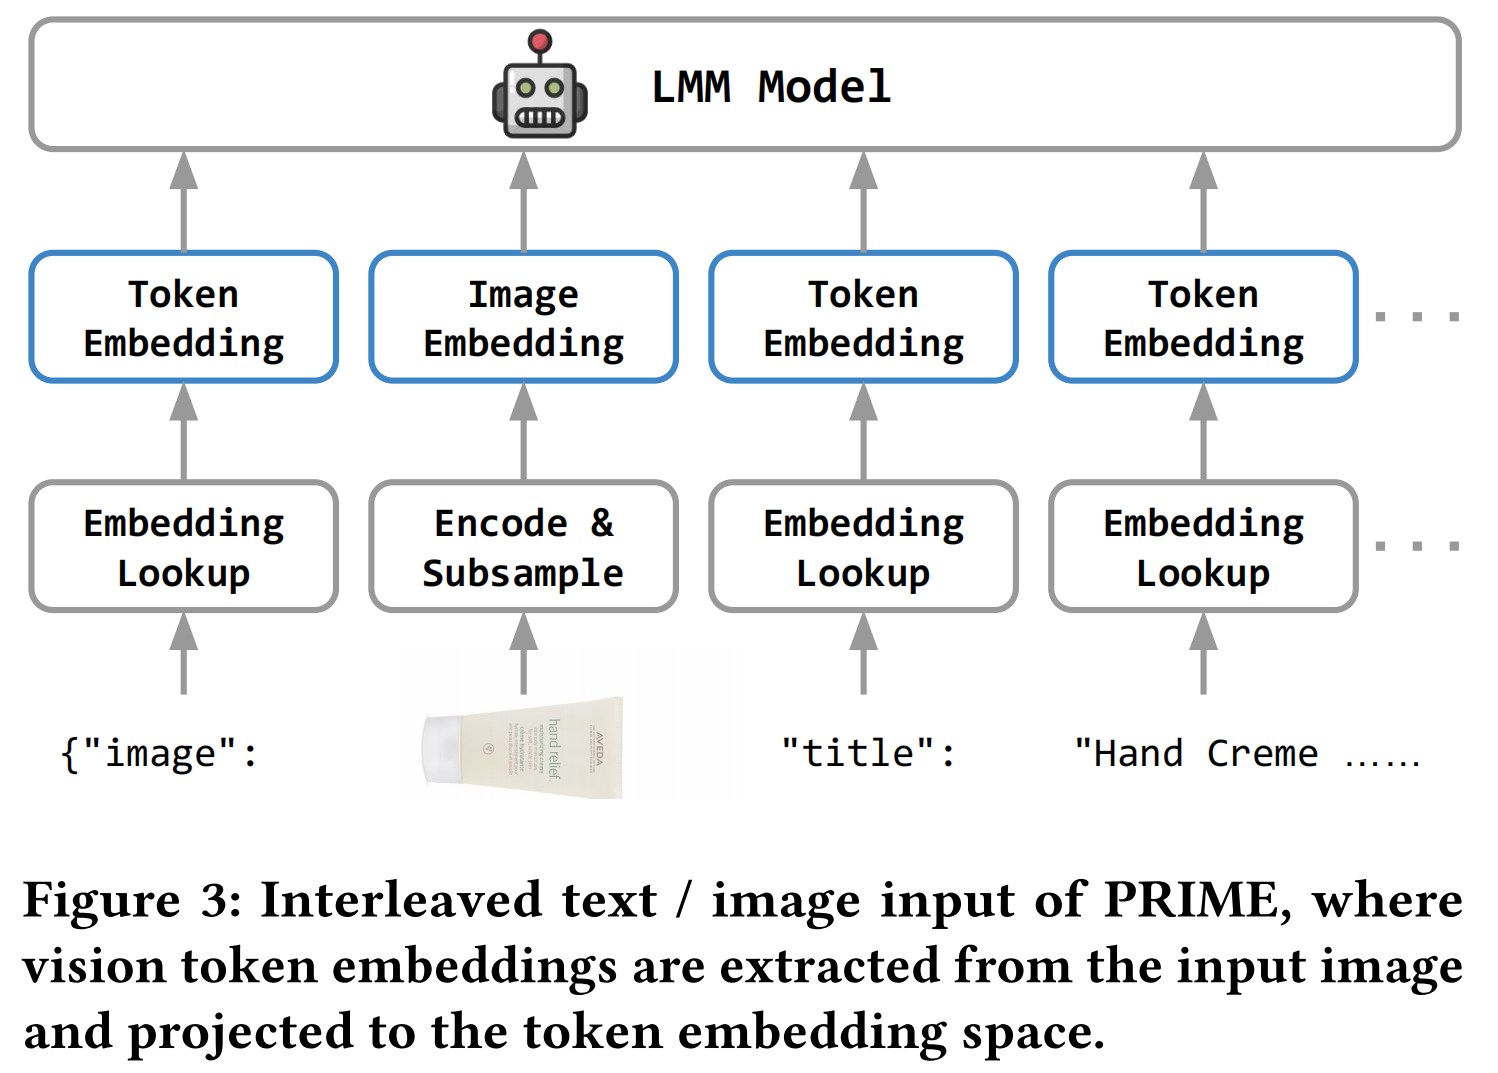 LMM Model
Token
Embedding
Image
Embedding
Token
Embedding
Token
Embedding
. . .
Embedding
Lookup
Encode &
Subsample
Embedding
Lookup
Embedding
Lookup
. . .
{"image":
hand relief.
moisturizing creme
AVEDA
"title":
"Hand Creme ……
Figure 3: Interleaved text / image input of PRIME, where
vision token embeddings are extracted from the input image
and projected to the token embedding space.